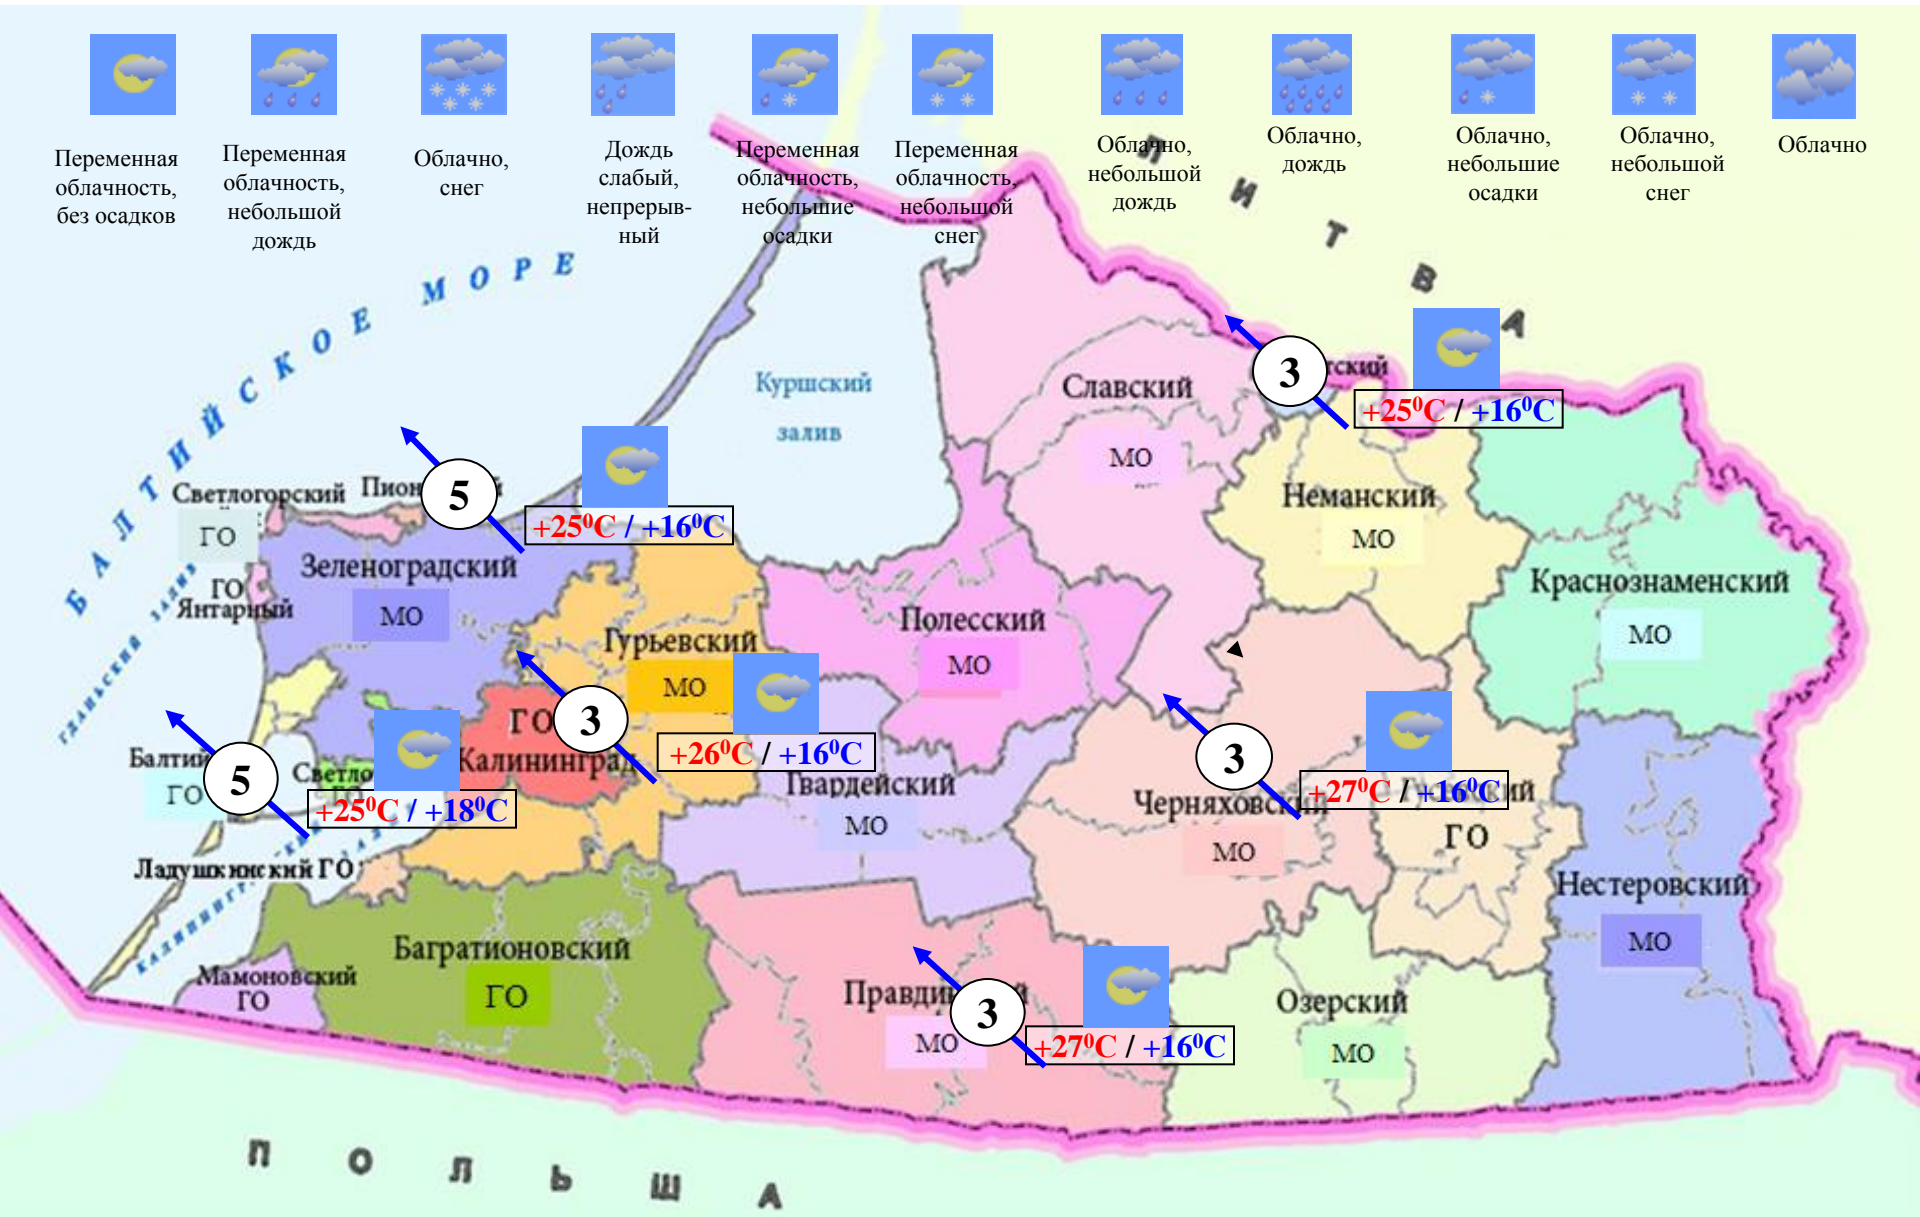 Переменная
облачность,
без осадков
Переменная
облачность,
небольшой
дождь
Облачно,
снег
Дождь
слабый,
непрерыв-
ный
Переменная
облачность,
небольшие
осадки
Переменная
облачность,
небольшой
снег
Облачно,
небольшой
дождь
Облачно,
дождь
Облачно,
небольшие
осадки
Облачно,
небольшой
снег
Облачно
БАЛТИЙСКОЕ МОРЕ
ЛИТВА
Куршский
залив
Славский
МО
3
+25⁰C / +16⁰C
5
+25⁰C / +16⁰C
Светлогорский
ГО
ГО
Янтарный
Зеленоградский
МО
Неманский
МО
Краснознаменский
МО
Полесский
МО
Гурьевский
МО
3
+26⁰C / +16⁰C
ГО
Калининград
5
ГО
+25⁰C / +18⁰C
Гвардейский
МО
3
+27⁰C / +16⁰C
Черняховский
МО
ГО
Нестеровский
МО
Ладушкинский ГО
Багратионовский
ГО
Мамоновский
ГО
3
МО
+27⁰C / +16⁰C
Озерский
МО
ПОЛЬША